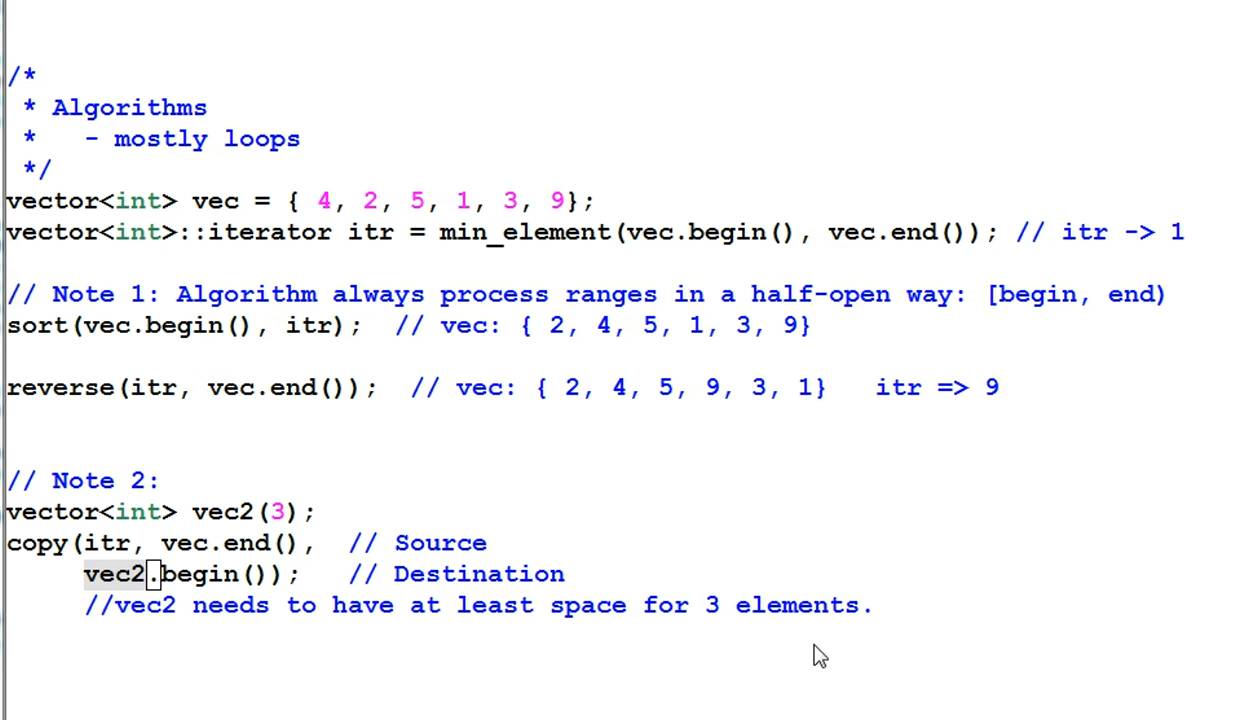 /*
 * Algorithms
 *   - mostly loops
 */
vector<int> vec = { 4, 2, 5, 1, 3, 9};
vector<int>::iterator itr = min_element(vec.begin(), vec.end()); // itr -> 1
// Note 1: Algorithm always process ranges in a half-open way: [begin, end)
sort(vec.begin(), itr);  // vec: { 2, 4, 5, 1, 3, 9}
reverse(itr, vec.end());  // vec: { 2, 4, 5, 9, 3, 1}   itr => 9
// Note 2:
vector<int> vec2(3);
copy(itr, vec.end(),  // Source
     vec2.begin());   // Destination
     //vec2 needs to have at least space for 3 elements.